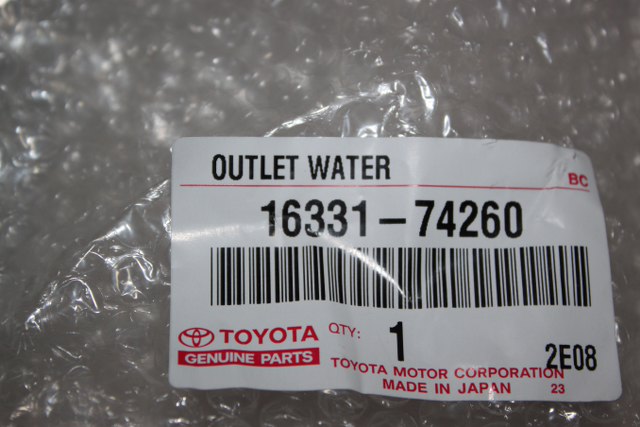 OUTLET WATER
BC
16331-74260
TOYOTA
GENUINE PARTS
QTY: 1
2E08
TOYOTA MOTOR CORPORATION
MADE IN JAPAN 23